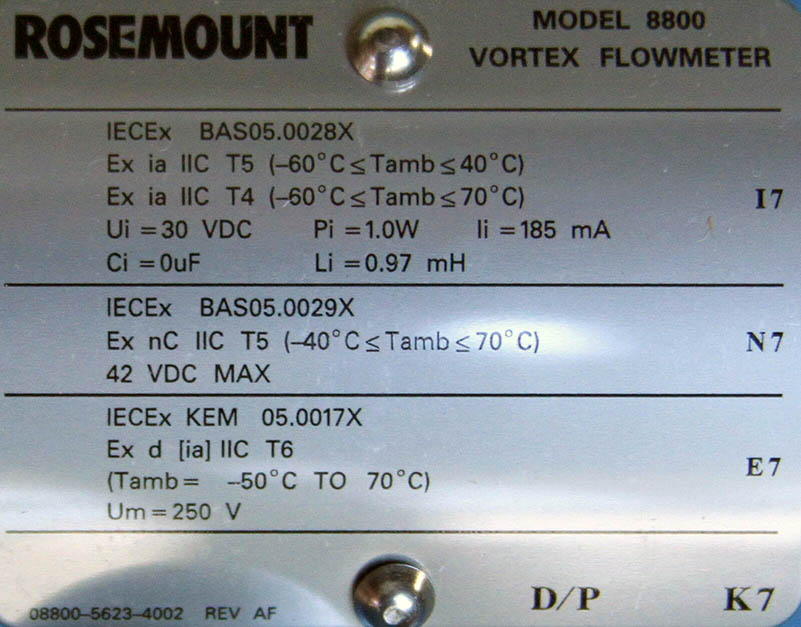 ROSEMOUNT
MODEL 8800
VORTEX FLOWMETER
IECEx BAS05.0028X
Ex ia IIC T5 (–60°C≤Tamb≤40°C)
Ex ia IIC T4 (–60°C≤Tamb≤70°C)
I7
Ui =30 VDC Pi =1.0W Ii =185 mA
Ci =0uF Li =0.97 mH
IECEx BAS05.0029X
Ex nC IIC T5 (–40°C≤Tamb≤70°C)
N7
42 VDC MAX
IECEx KEM 05.0017X
Ex d [ia] IIC T6
(Tamb= –50°C TO 70°C)
E7
Um=250 V
D/P K7
08800–5623–4002 REV AF